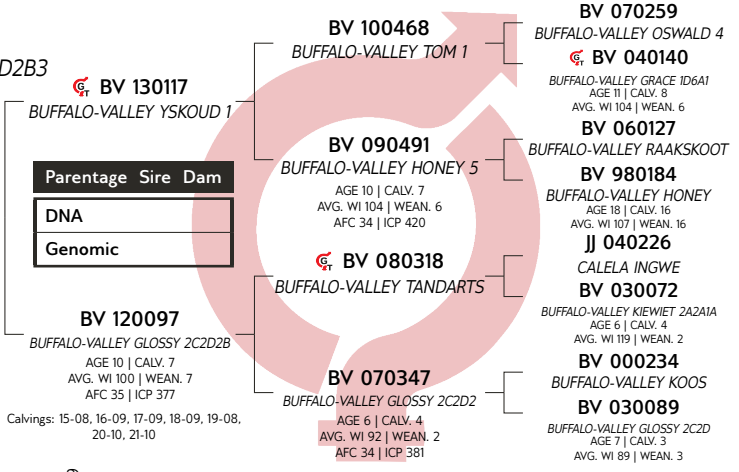 D2B3
GT BV 130117
BUFFALO-VALLEY YSKOUD 1
Parentage Sire Dam
DNA
Genomic
BV 120097
BUFFALO-VALLEY GLOSSY 2C2D2B
AGE 10 | CALV. 7
AVG. WI 100 | WEAN. 7
AFC 35 | ICP 377
Calvings: 15-08, 16-09, 17-09, 18-09, 19-08,
20-10, 21-10
BV 100468
BUFFALO-VALLEY TOM 1
BV 090491
BUFFALO-VALLEY HONEY 5
AGE 10 | CALV. 7
AVG. WI 104 | WEAN. 6
AFC 34 | ICP 420
GT BV 080318
BUFFALO-VALLEY TANDARTS
BV 070347
BUFFALO-VALLEY GLOSSY 2C2D2
AGE 6 | CALV. 4
AVG. WI 92 | WEAN. 2
AFC 34 | ICP 381
BV 070259
BUFFALO-VALLEY OSWALD 4
GT BV 040140
BUFFALO-VALLEY GRACE 1D6A1
AGE 11 | CALV. 8
AVG. WI 104 | WEAN. 6
BV 060127
BUFFALO-VALLEY RAAKSKOOT
BV 980184
BUFFALO-VALLEY HONEY
AGE 18 | CALV. 16
AVG. WI 107 | WEAN. 16
JJ 040226
CALELA INGWE
BV 030072
BUFFALO-VALLEY KIEWIET 2A2A1A
AGE 6 | CALV. 4
AVG. WI 119 | WEAN. 2
BV 000234
BUFFALO-VALLEY KOOS
BV 030089
BUFFALO-VALLEY GLOSSY 2C2D
AGE 7 | CALV. 3
AVG. WI 89 | WEAN. 3